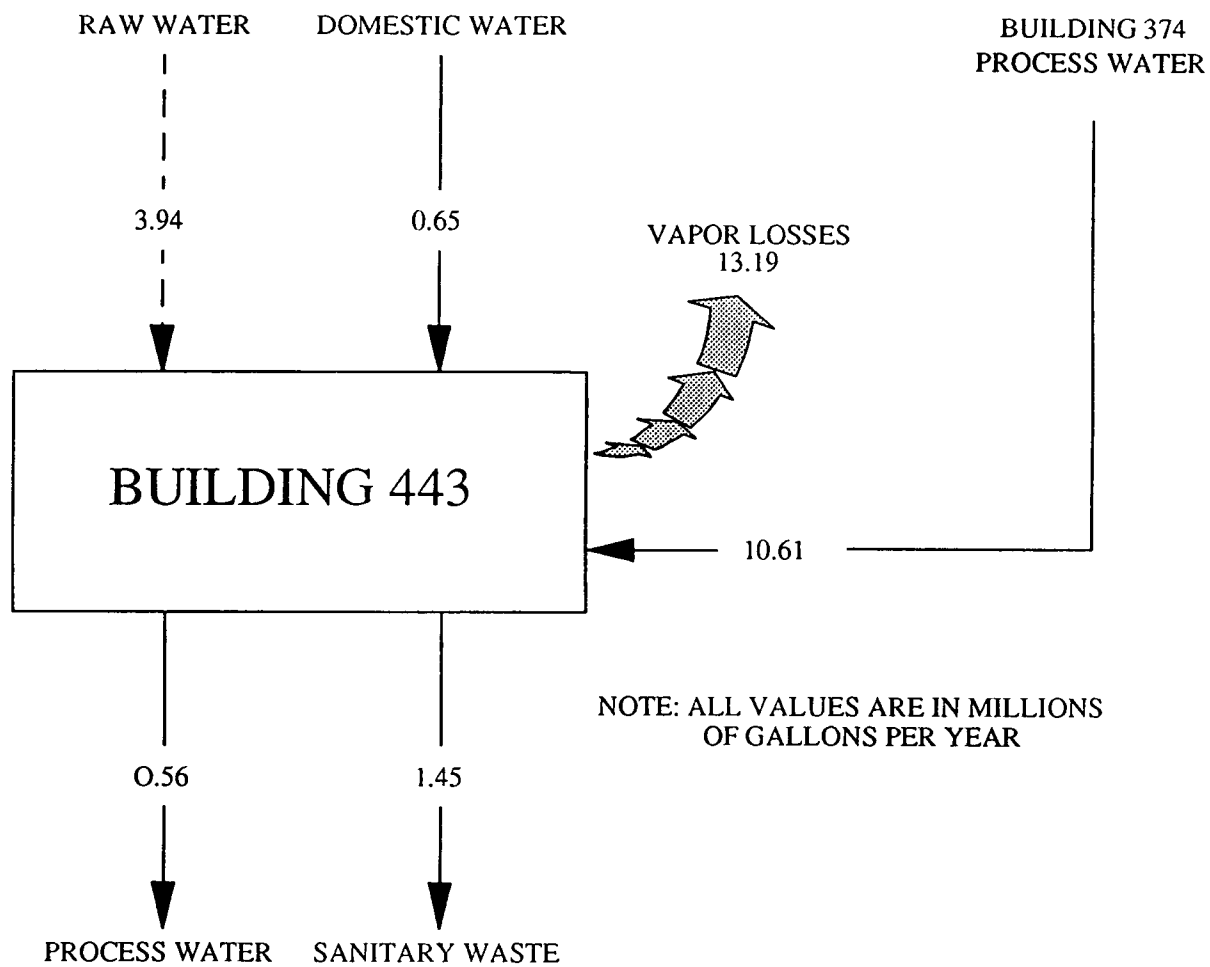 RAW WATER
DOMESTIC WATER
BUILDING 374
PROCESS WATER
3.94
0.65
VAPOR LOSSES
13.19
BUILDING 443
10.61
NOTE: ALL VALUES ARE IN MILLIONS
OF GALLONS PER YEAR
0.56
1.45
PROCESS WATER
SANITARY WASTE